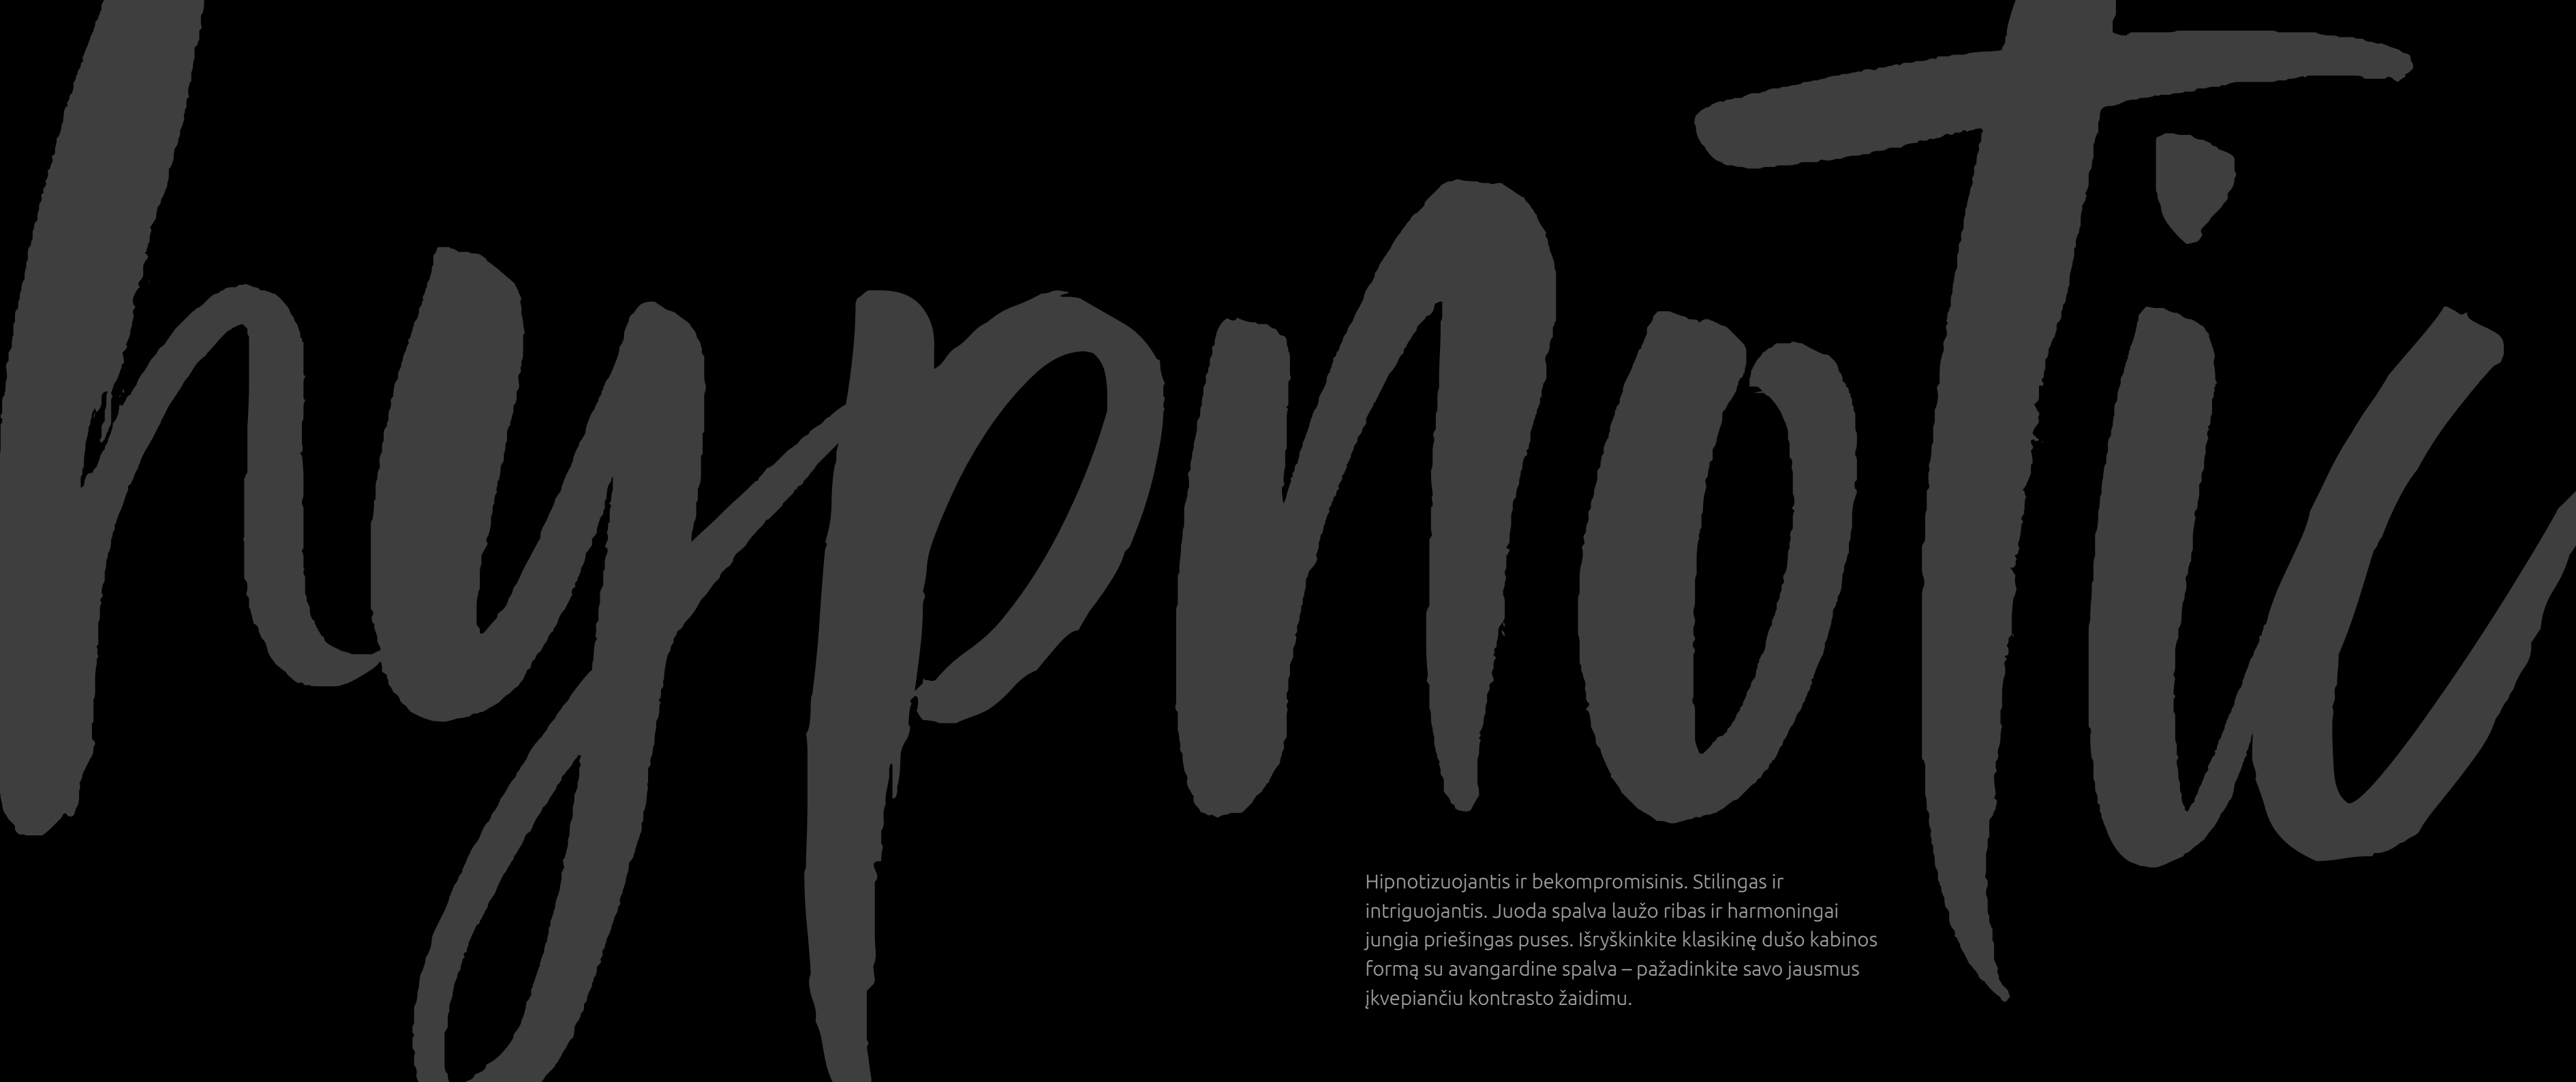 hypnotic
Hipnotizuojantis ir bekompromisinis. Stilingas ir
intriguojantis. Juoda spalva laužo ribas ir harmoningai
jungia priešingas puses. Išryškinkite klasikinę dušo kabinos
formą su avangardine spalva – pažadinkite savo jausmus
įkvepiančiu kontrasto žaidimu.